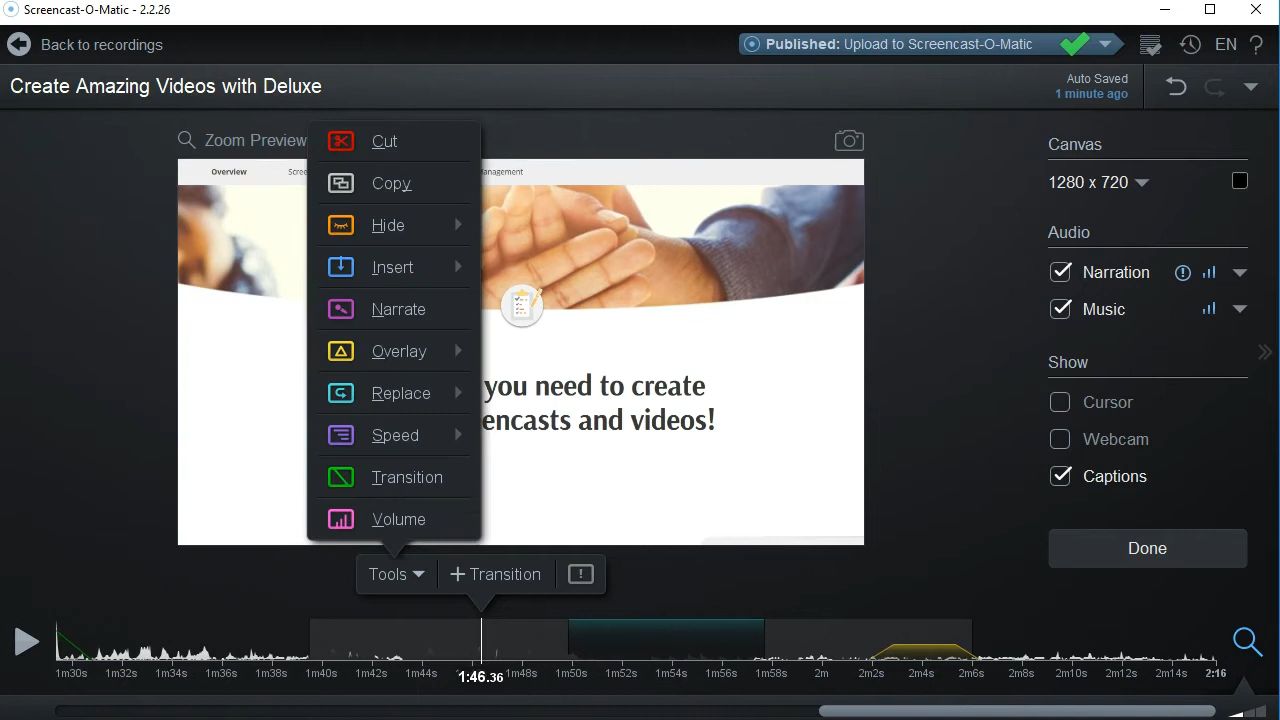 Screencast-O-Matic - 2.2.26
Back to recordings
Published: Upload to Screencast-O-Matic
EN ?
Create Amazing Videos with Deluxe
Auto Saved
1 minute ago
Zoom Preview
Cut
Copy
Hide
Insert
Narrate
Overlay
Replace
Speed
Transition
Volume
Overview Scree
anagement
you need to create
encasts and videos!
Canvas
1280 x 720
Audio
Narration
Music
Show
Cursor
Webcam
Captions
Done
Tools + Transition !
1m30s 1m32s 1m34s 1m36s 1m38s 1m40s 1m42s 1m44s 1:46.36 1m48s 1m50s 1m52s 1m54s 1m56s 1m58s 2m 2m2s 2m4s 2m6s 2m8s 2m10s 2m12s 2m14s 2:16